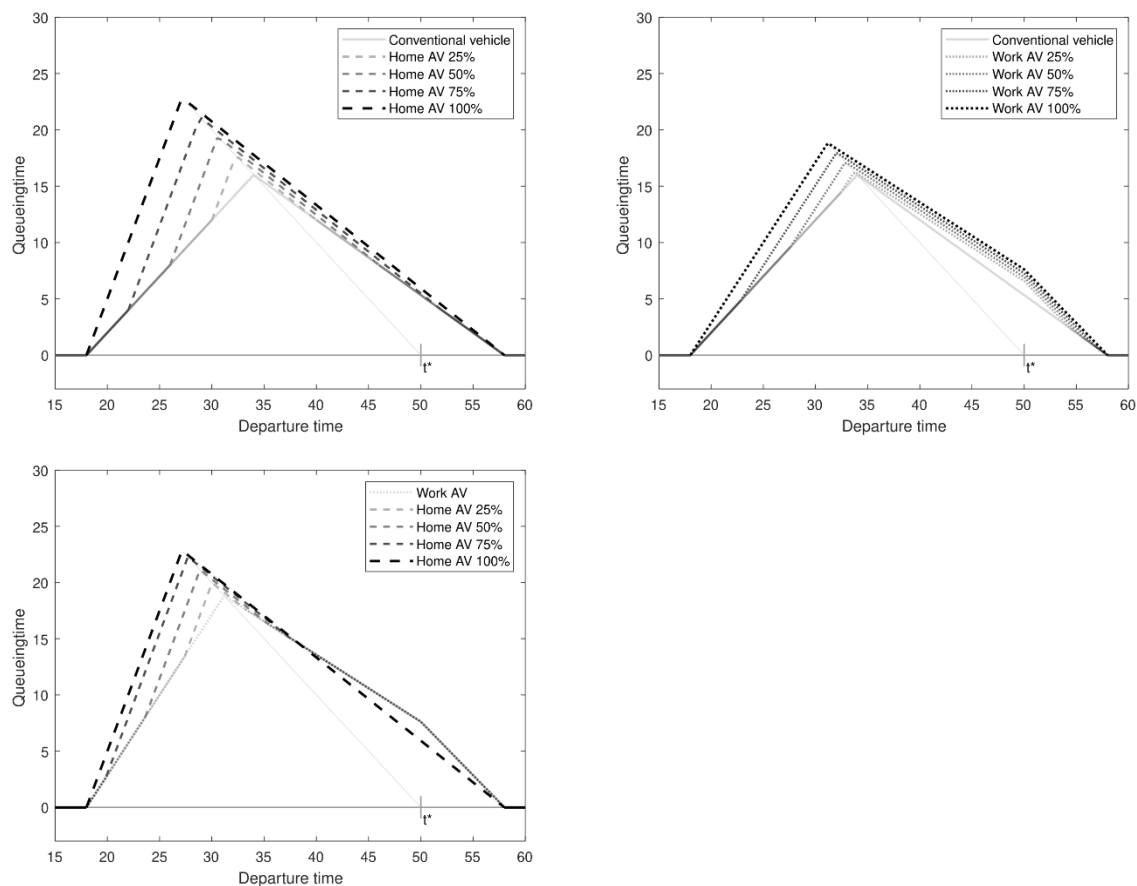 30
25
20
15
10
5
0
Queueingtime
Conventional vehicle
Home AV 25%
Home AV 50%
Home AV 75%
Home AV 100%
t*
15 20 25 30 35 40 45 50 55 60
Departure time
30
25
20
15
10
5
0
Queueingtime
Conventional vehicle
Work AV 25%
Work AV 50%
Work AV 75%
Work AV 100%
t*
15 20 25 30 35 40 45 50 55 60
Departure time
30
25
20
15
10
5
0
Queueingtime
Work AV
Home AV 25%
Home AV 50%
Home AV 75%
Home AV 100%
t*
15 20 25 30 35 40 45 50 55 60
Departure time